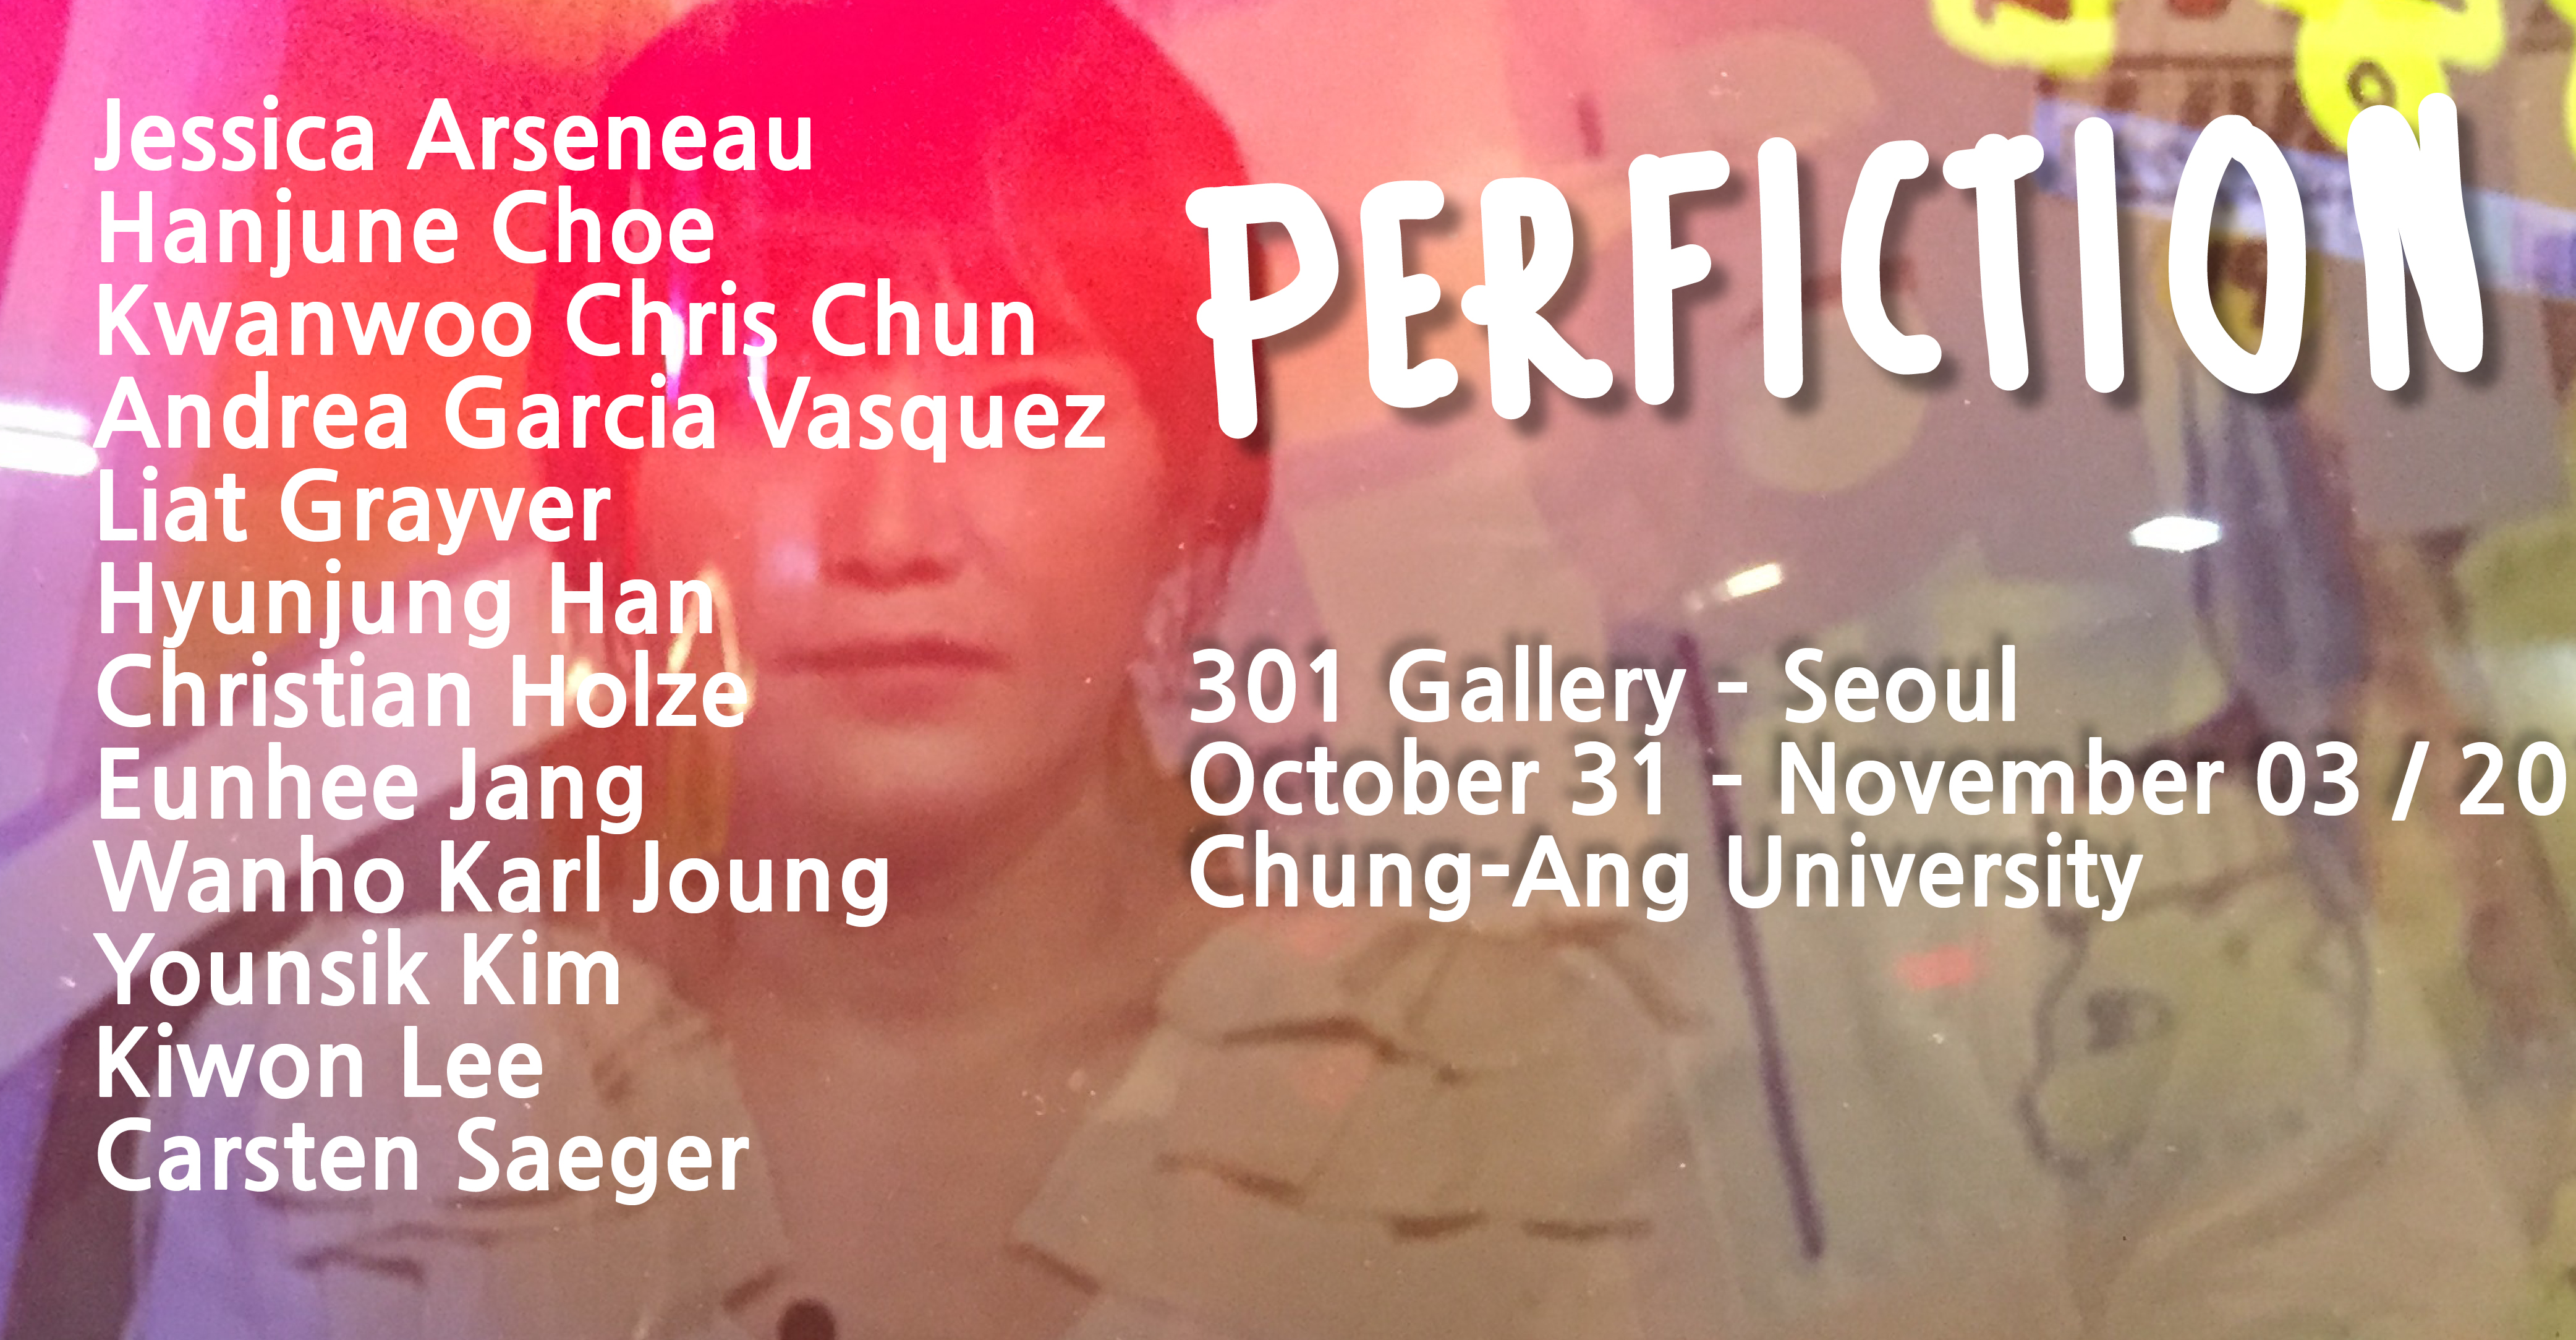 Jessica Arseneau
Hanjune Choe
Kwanwoo Chris Chun
Andrea Garcia Vasquez
Liat Grayver
Hyunjung Han
Christian Holze
Eunhee Jang
Wanho Karl Joung
Younsik Kim
Kiwon Lee
Carsten Saeger
PERFICTION
301 Gallery - Seoul
October 31 - November 03 / 20
Chung-Ang University